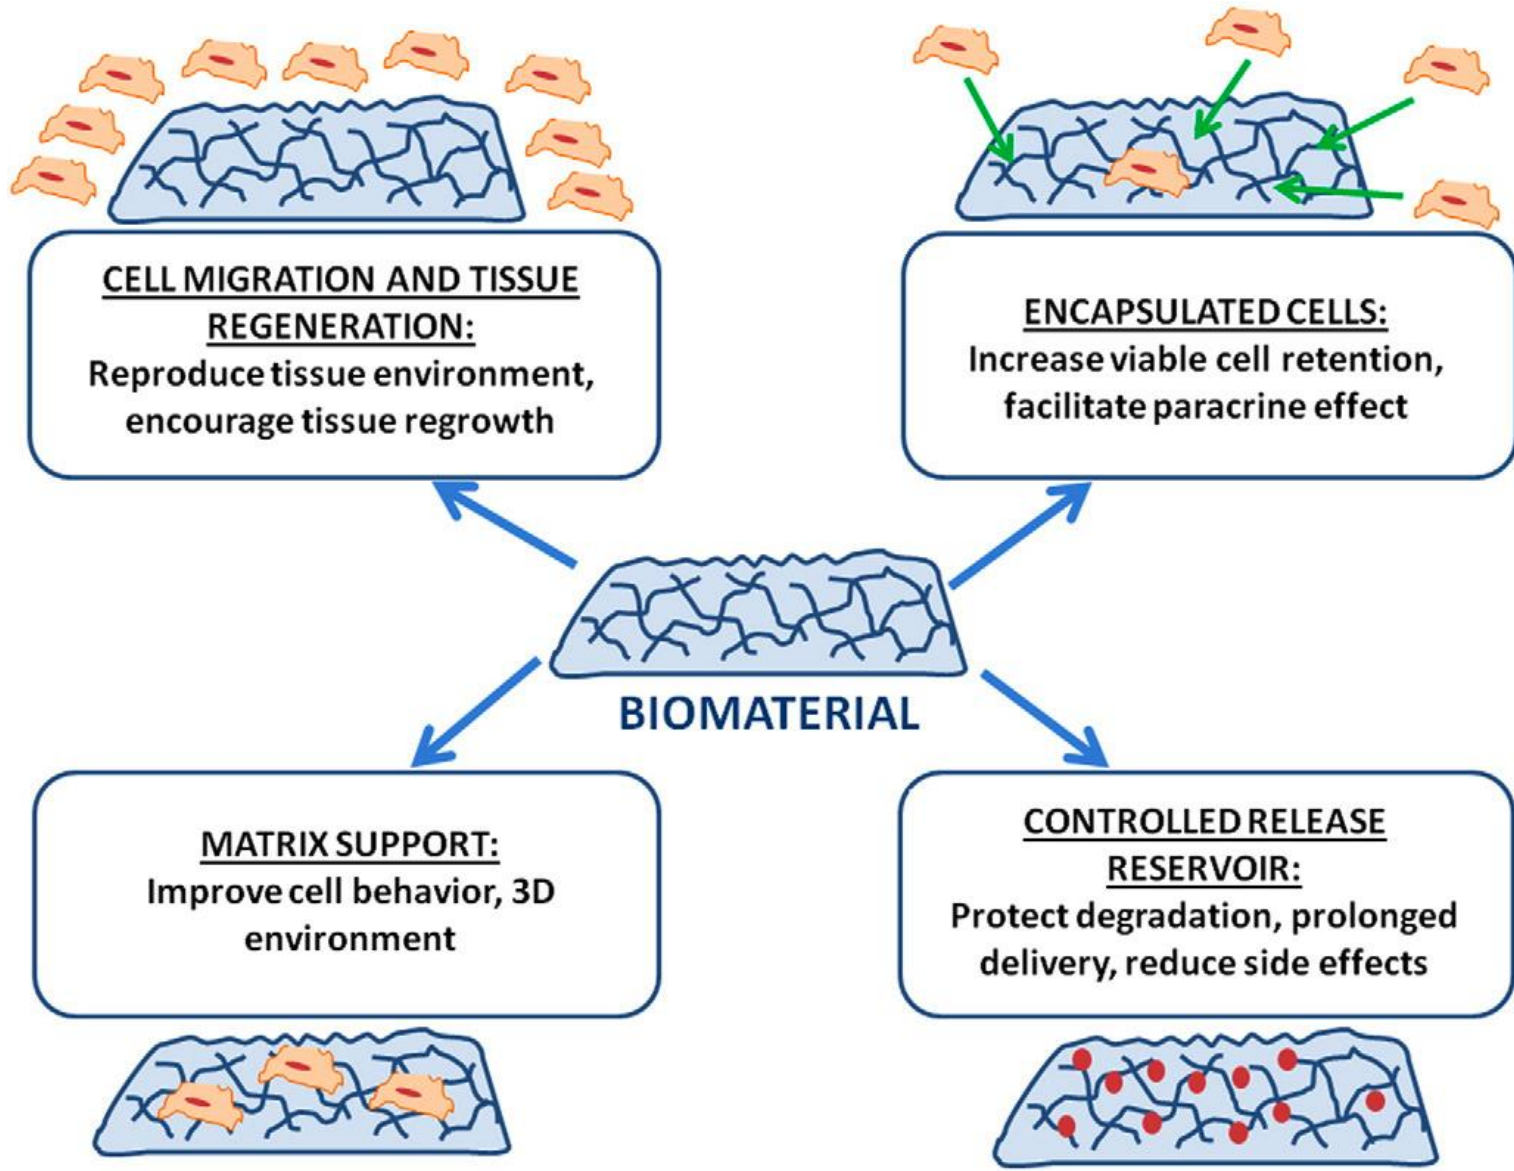 CELL MIGRATION AND TISSUE
REGENERATION:
Reproduce tissue environment,
encourage tissue regrowth
ENCAPSULATED CELLS:
Increase viable cell retention,
facilitate paracrine effect
BIOMATERIAL
MATRIX SUPPORT:
Improve cell behavior, 3D
environment
CONTROLLED RELEASE
RESERVOIR:
Protect degradation, prolonged
delivery, reduce side effects